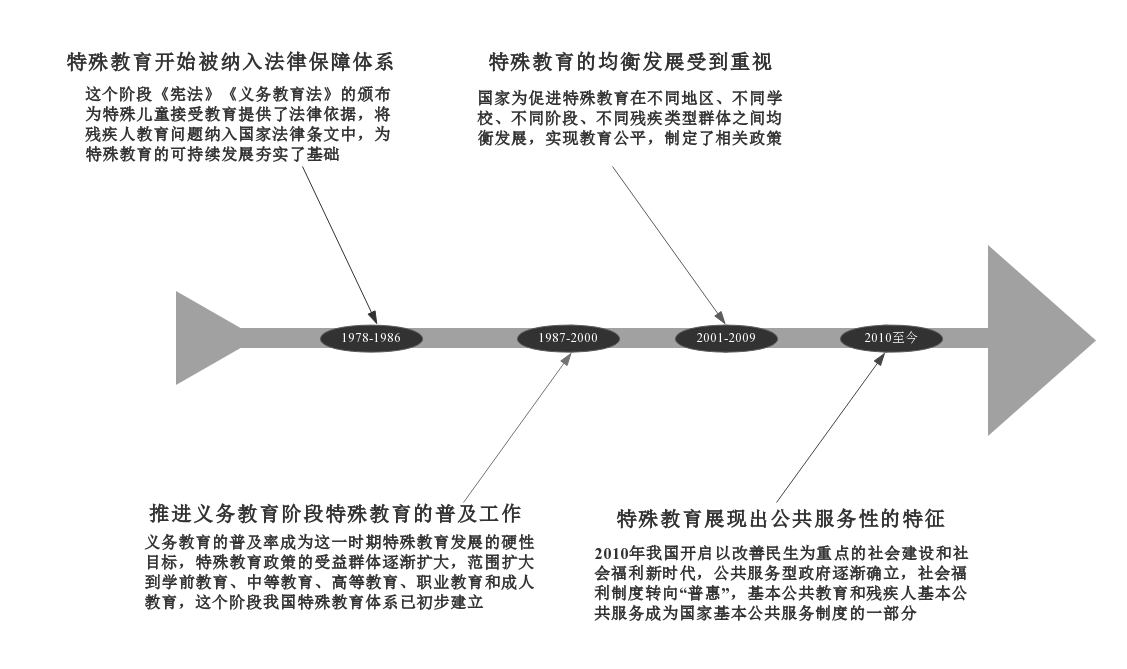 特殊教育开始被纳入法律保障体系
这个阶段《宪法》《义务教育法》的颁布
为特殊儿童接受教育提供了法律依据，将
残疾人教育问题纳入国家法律条文中，为
特殊教育的可持续发展夯实了基础
特殊教育的均衡发展受到重视
国家为促进特殊教育在不同地区、不同学
校、不同阶段、不同残疾类型群体之间均
衡发展，实现教育公平，制定了相关政策
1978-1986
1987-2000
2001-2009
2010至今
推进义务教育阶段特殊教育的普及工作
义务教育的普及率成为这一时期特殊教育发展的硬性
目标，特殊教育政策的受益群体逐渐扩大，范围扩大
到学前教育、中等教育、高等教育、职业教育和成人
教育，这个阶段我国特殊教育体系已初步建立
特殊教育展现出公共服务性的特征
2010年我国开启以改善民生为重点的社会建设和社
会福利新时代，公共服务型政府逐渐确立，社会福
利制度转向“普惠”，基本公共教育和残疾人基本公
共服务成为国家基本公共服务制度的一部分